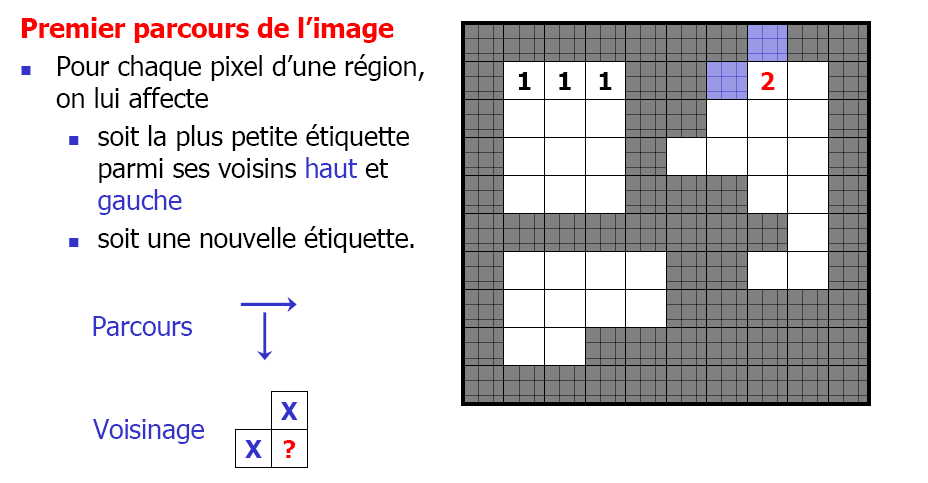 Premier parcours de l’image
Pour chaque pixel d’une région,
on lui affecte
soit la plus petite étiquette
parmi ses voisins haut et
gauche
soit une nouvelle étiquette.
Parcours
Voisinage
X
X ?
1 1 1 2